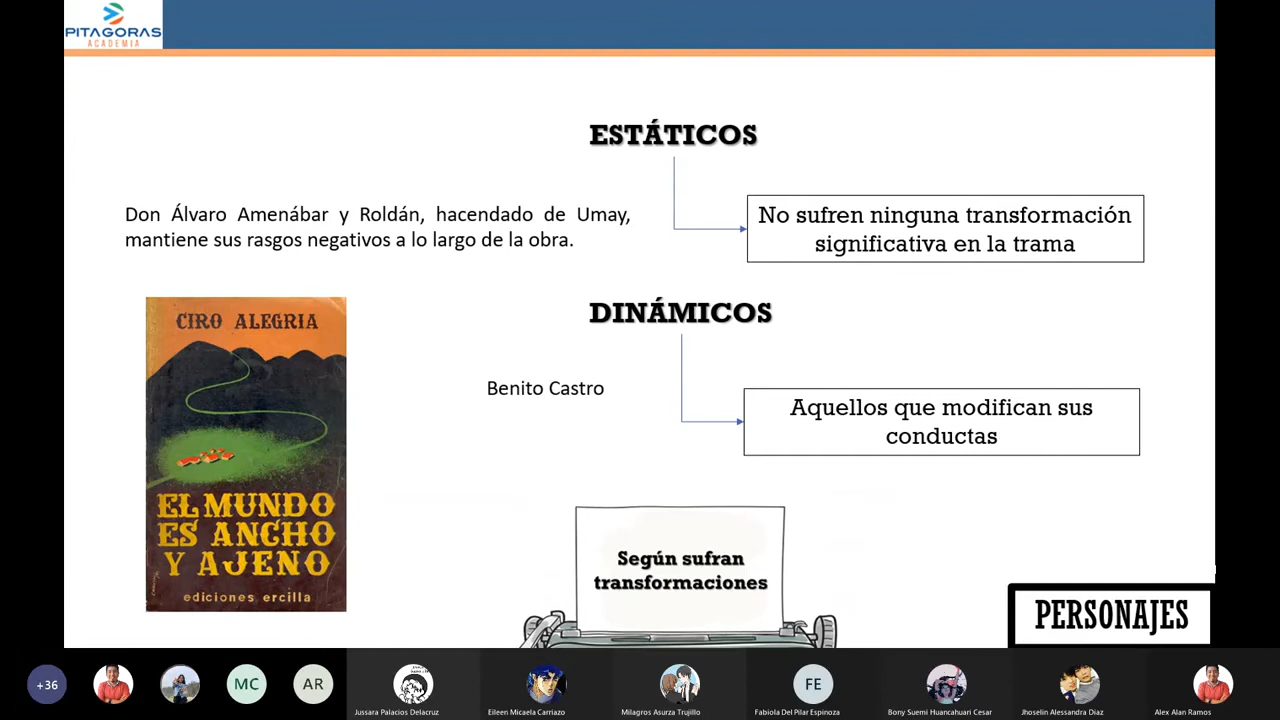 PITAGORAS
ACADEMIA
ESTÁTICOS
Don Álvaro Amenábar y Roldán, hacendado de Umay,
mantiene sus rasgos negativos a lo largo de la obra.
No sufren ninguna transformación
significativa en la trama
DINÁMICOS
Benito Castro
Aquellos que modifican sus
conductas
CIRO ALEGRIA
EL MUNDO
ES ANCHO
Y AJENO
ediciones ercilla
Según sufran
transformaciones
PERSONAJES
+36
MC
AR
FE
Jussara Palacios Delacruz
Eileen Micaela Carriazo
Milagros Asurza Trujillo
Fabiola Del Pilar Espinoza
Bony Suemi Huancahuari Cesar
Jhoselin Alessandra Diaz
Alex Alan Ramos